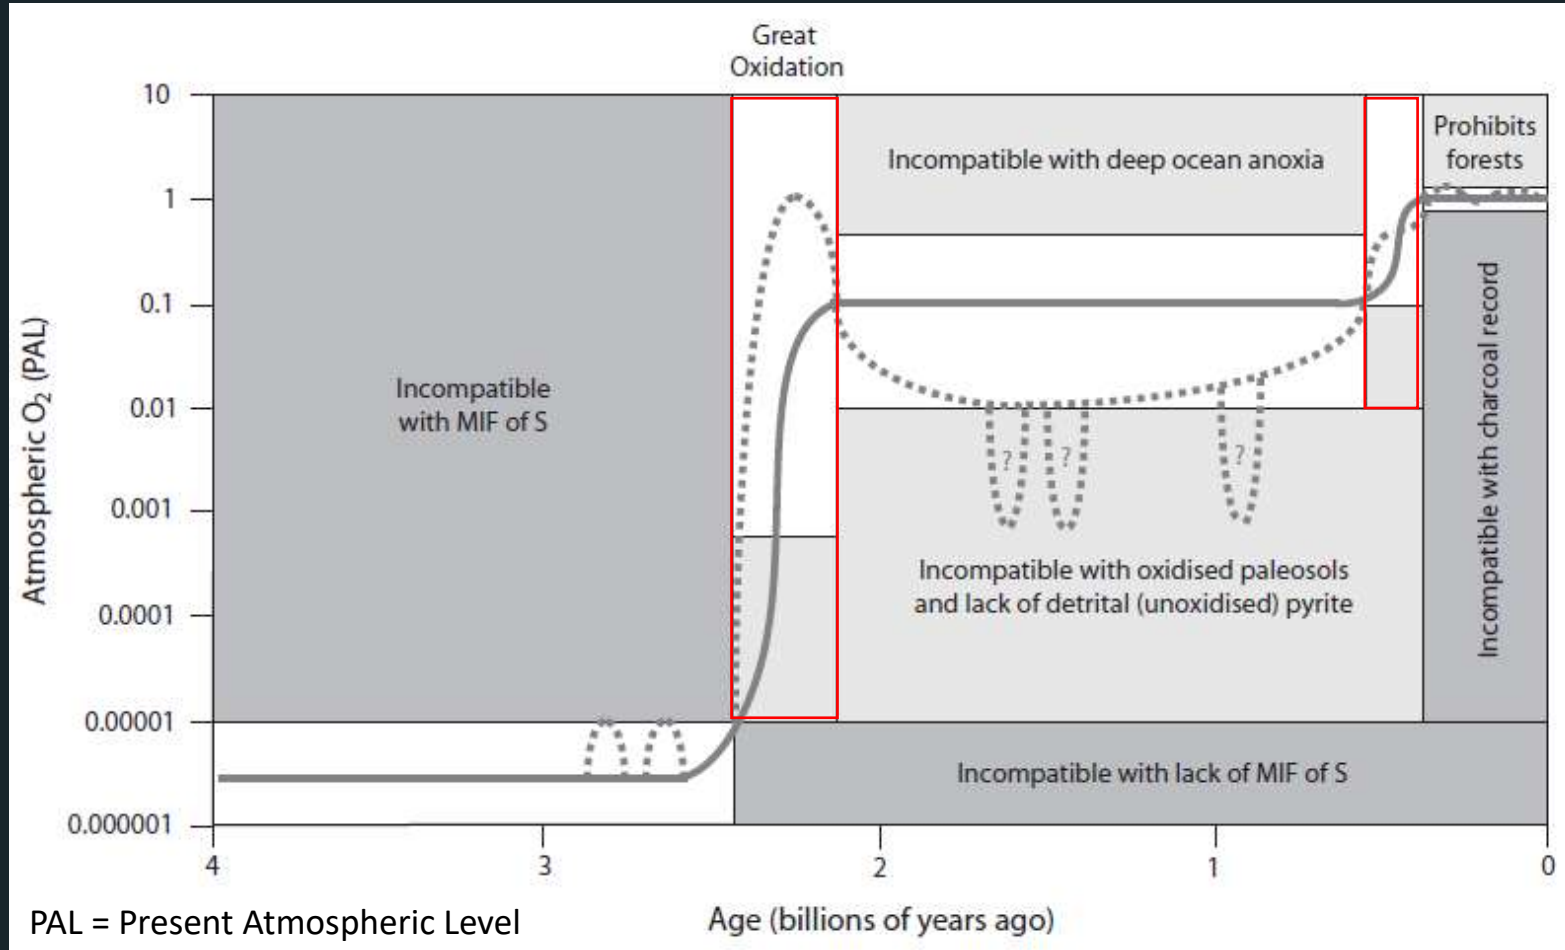 Great
Oxidation
10
1
0.1
0.01
0.001
0.0001
0.00001
0.000001
Atmospheric O₂ (PAL)
Incompatible
with MIF of S
Incompatible with deep ocean anoxia
Prohibits
forests
?
?
?
Incompatible with oxidised paleosols
and lack of detrital (unoxidised) pyrite
Incompatible with charcoal record
Incompatible with lack of MIF of S
4
3
2
1
0
PAL = Present Atmospheric Level
Age (billions of years ago)